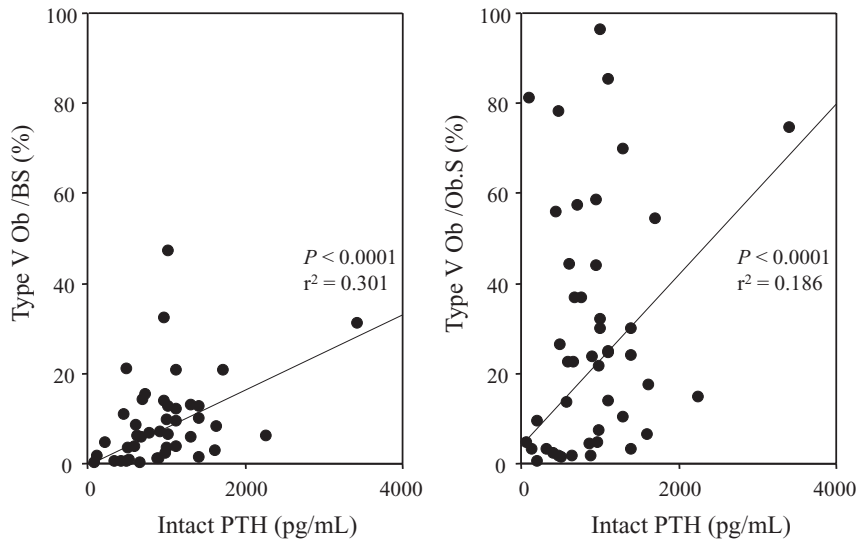 100
80
60
40
20
0
Type V Ob /BS (%)
P < 0.0001
r² = 0.301
0 2000 4000
Intact PTH (pg/mL)
100
80
60
40
20
0
Type V Ob /Ob.S (%)
P < 0.0001
r² = 0.186
0 2000 4000
Intact PTH (pg/mL)